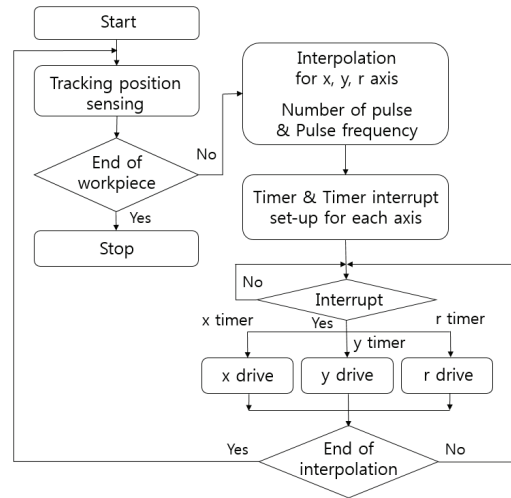 Start
Tracking position
sensing
End of
workpiece
No
Yes
Stop
Interpolation
for x, y, r axis
Number of pulse
& Pulse frequency
Timer & Timer interrupt
set-up for each axis
No
Interrupt
x timer
Yes
r timer
y timer
x drive
y drive
r drive
Yes
End of
interpolation
No